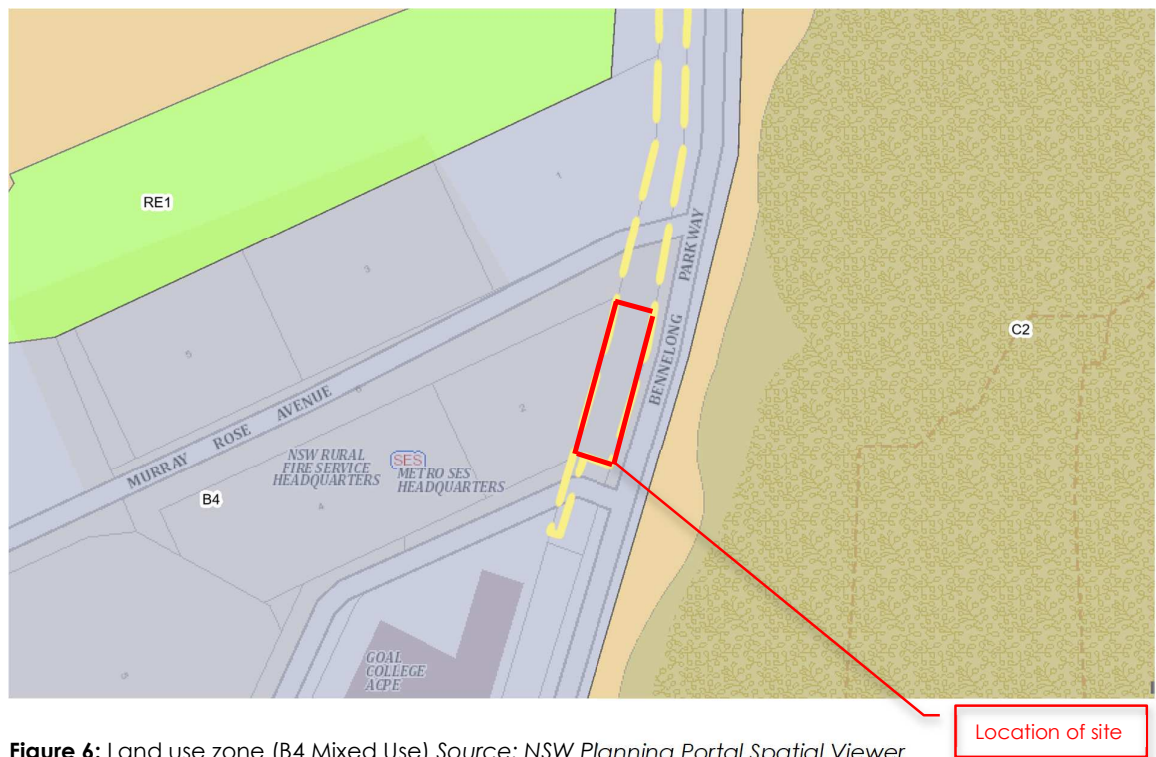 RE1
1
3
5
6
BENNELONG PARKWAY
C2
MURRAY ROSE AVENUE
2
NSW RURAL
FIRE SERVICE
HEADQUARTERS
SES
METRO SES
HEADQUARTERS
B4
4
GOAL
COLLEGE
ACPE
Location of site
Figure 6: Land use zone (B4 Mixed Use) Source: NSW Planning Portal Spatial Viewer